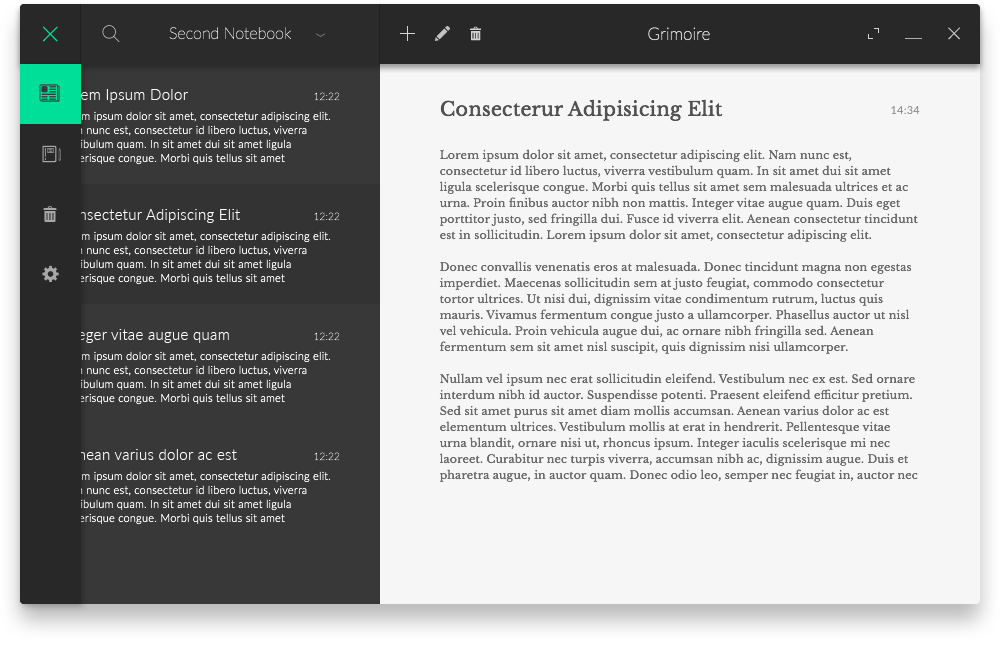 Second Notebook
Grimoire
em Ipsum Dolor
12:22
m ipsum dolor sit amet, consectetur adipiscing elit.
nunc est, consectetur id libero luctus, viverra
ibulum quam. In sit amet dui sit amet ligula
erisque congue. Morbi quis tellus sit amet
nsectetur Adipiscing Elit
12:22
m ipsum dolor sit amet, consectetur adipiscing elit.
nunc est, consectetur id libero luctus, viverra
ibulum quam. In sit amet dui sit amet ligula
erisque congue. Morbi quis tellus sit amet
eger vitae augue quam
12:22
m ipsum dolor sit amet, consectetur adipiscing elit.
nunc est, consectetur id libero luctus, viverra
ibulum quam. In sit amet dui sit amet ligula
erisque congue. Morbi quis tellus sit amet
nean varius dolor ac est
12:22
m ipsum dolor sit amet, consectetur adipiscing elit.
nunc est, consectetur id libero luctus, viverra
ibulum quam. In sit amet dui sit amet ligula
erisque congue. Morbi quis tellus sit amet
Consecterur Adipisicing Elit
14:34
Lorem ipsum dolor sit amet, consectetur adipiscing elit. Nam nunc est,
consectetur id libero luctus, viverra vestibulum quam. In sit amet dui sit amet
ligula scelerisque congue. Morbi quis tellus sit amet sem malesuada ultrices et ac
urna. Proin finibus auctor nibh non mattis. Integer vitae augue quam. Duis eget
porttitor justo, sed fringilla dui. Fusce id viverra elit. Aenean consectetur tincidunt
est in sollicitudin. Lorem ipsum dolor sit amet, consectetur adipiscing elit.
Donec convallis venenatis eros at malesuada. Donec tincidunt magna non egestas
imperdiet. Maecenas sollicitudin sem at justo feugiat, commodo consectetur
tortor ultrices. Ut nisi dui, dignissim vitae condimentum rutrum, luctus quis
mauris. Vivamus fermentum congue justo a ullamcorper. Phasellus auctor ut nisl
vel vehicula. Proin vehicula augue dui, ac ornare nibh fringilla sed. Aenean
fermentum sem sit amet nisl suscipit, quis dignissim nisi ullamcorper.
Nullam vel ipsum nec erat sollicitudin eleifend. Vestibulum nec ex est. Sed ornare
interdum nibh id auctor. Suspendisse potenti. Praesent eleifend efficitur pretium.
Sed sit amet purus sit amet diam mollis accumsan. Aenean varius dolor ac est
elementum ultrices. Vestibulum mollis at erat in hendrerit. Pellentesque vitae
urna blandit, ornare nisi ut, rhoncus ipsum. Integer iaculis scelerisque mi nec
laoreet. Curabitur nec turpis viverra, accumsan nibh ac, dignissim augue. Duis et
pharetra augue, in auctor quam. Donec odio leo, semper nec feugiat in, auctor nec